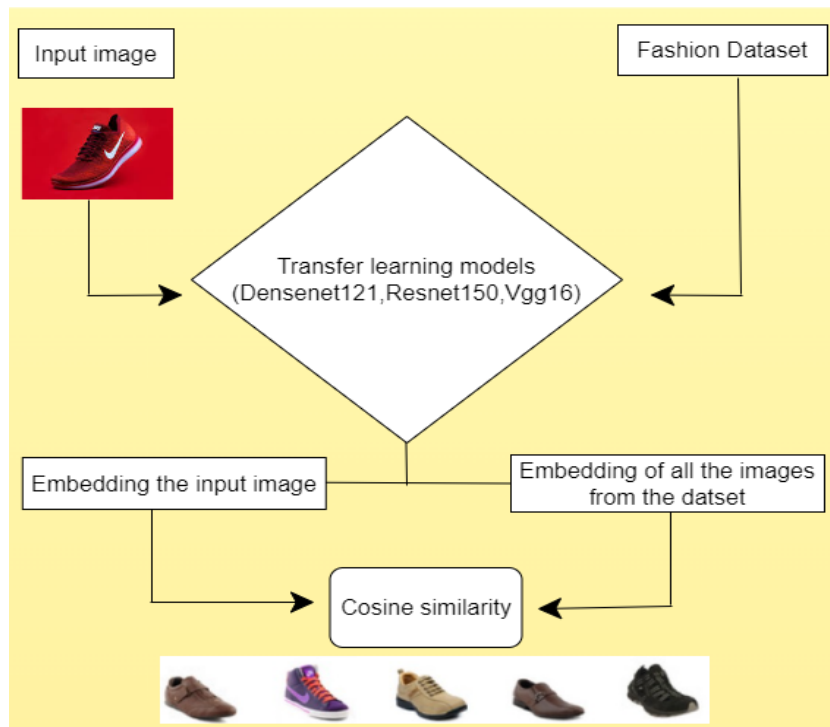 Input image
Fashion Dataset
Transfer learning models
(Densenet121,Resnet150,Vgg16)
Embedding the input image
Embedding of all the images
from the datset
Cosine similarity